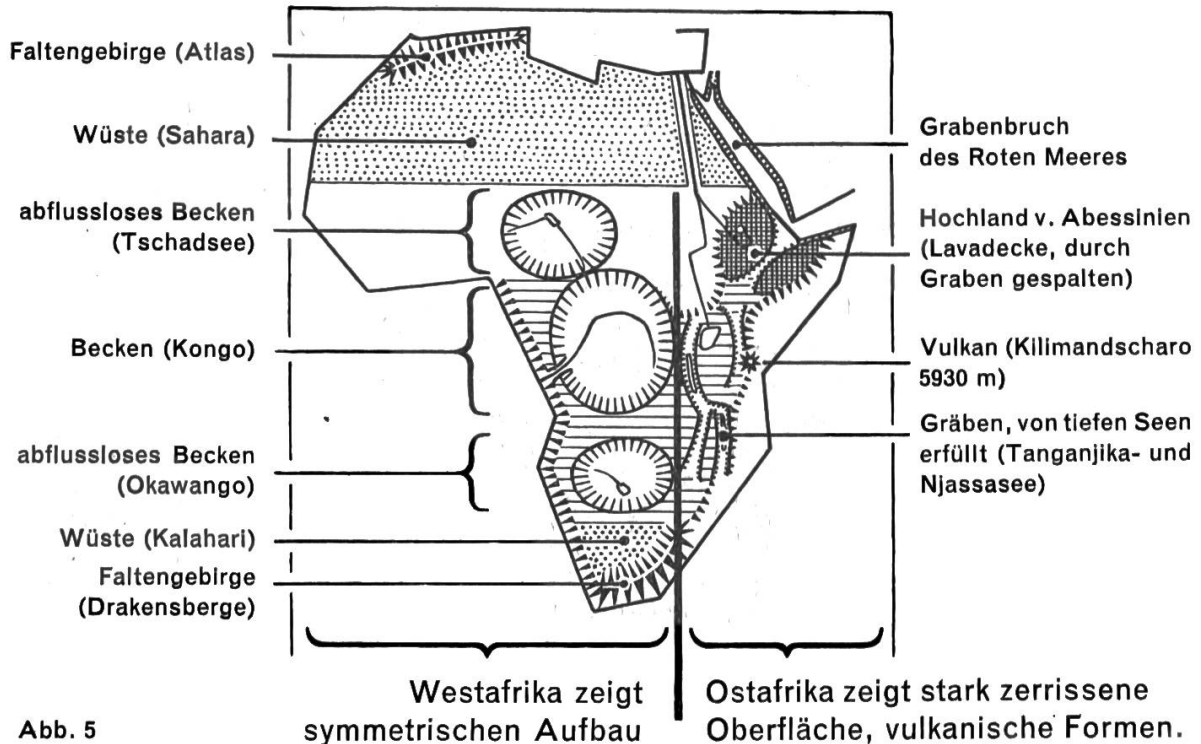 Faltengebirge (Atlas)
Wüste (Sahara)
abflussloses Becken
(Tschadsee)
Becken (Kongo)
abflussloses Becken
(Okawango)
Wüste (Kalahari)
Faltengebirge
(Drakensberge)
Grabenbruch
des Roten Meeres
Hochland v. Abessinien
(Lavadecke, durch
Graben gespalten)
Vulkan (Kilimandscharo
5930 m)
Gräben, von tiefen Seen
erfüllt (Tanganjika- und
Njassasee)
Westafrika zeigt
symmetrischen Aufbau
Ostafrika zeigt stark zerrissene
Oberfläche, vulkanische Formen.
Abb. 5